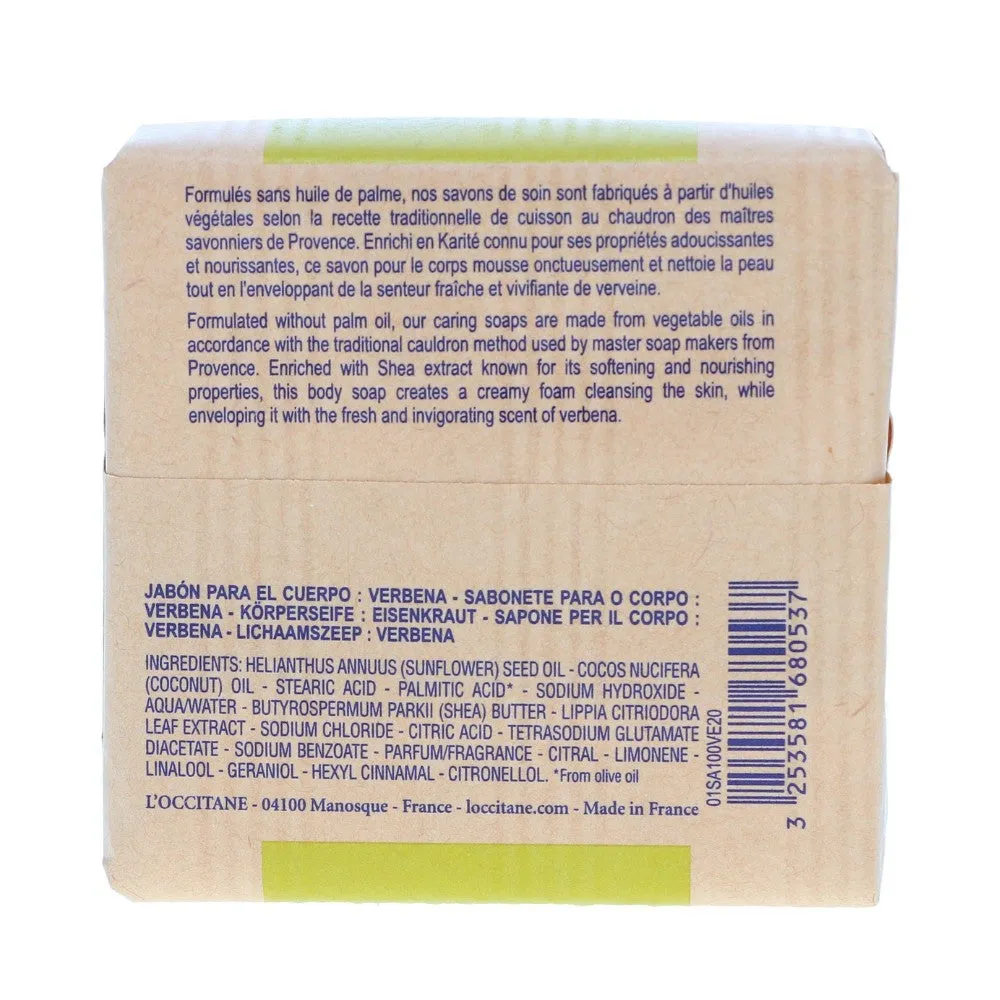 Formulés sans huile de palme, nos savons de soin sont fabriqués à partir d'huiles
végétales selon la recette traditionnelle de cuisson au chaudron des maîtres
savonniers de Provence. Enrichi en Karité connu pour ses propriétés adoucissantes
et nourissantes, ce savon pour le corps mousse onctueusement et nettoie la peau
tout en l'enveloppant de la senteur fraîche et vivifiante de verveine.
Formulated without palm oil, our caring soaps are made from vegetable oils in
accordance with the traditional cauldron method used by master soap makers from
Provence. Enriched with Shea extract known for its softening and nourishing
properties, this body soap creates a creamy foam cleansing the skin, while
enveloping it with the fresh and invigorating scent of verbena.
JABÓN PARA EL CUERPO : VERBENA - SABONETE PARA O CORPO :
VERBENA - KÖRPERSEIFE : EISENKRAUT - SAPONE PER IL CORPO :
VERBENA - LICHAAMSZEEP : VERBENA
INGREDIENTS: HELIANTHUS ANNUUS (SUNFLOWER) SEED OIL - COCOS NUCIFERA
(COCONUT) OIL - STEARIC ACID - PALMITIC ACID* - SODIUM HYDROXIDE -
AQUA/WATER - BUTYROSPERMUM PARKII (SHEA) BUTTER - LIPPIA CITRIODORA
LEAF EXTRACT - SODIUM CHLORIDE - CITRIC ACID - TETRASODIUM GLUTAMATE
DIACETATE - SODIUM BENZOATE - PARFUM/FRAGRANCE - CITRAL - LIMONENE -
LINALOOL - GERANIOL - HEXYL CINNAMAL - CITRONELLOL. *From olive oil
L'OCCITANE - 04100 Manosque - France - loccitane.com - Made in France
01SA100VE20
3 253581 680537